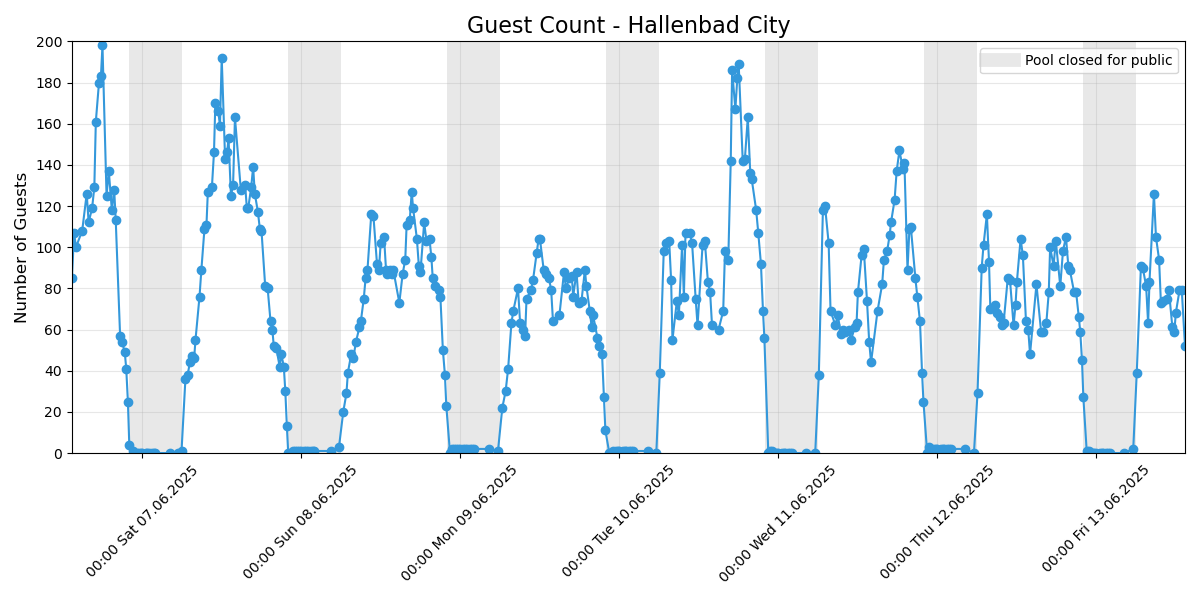 Guest Count - Hallenbad City
Pool closed for public
Number of Guests
200
180
160
140
120
100
80
60
40
20
0
00:00 Sat 07.06.2025
00:00 Sun 08.06.2025
00:00 Mon 09.06.2025
00:00 Tue 10.06.2025
00:00 Wed 11.06.2025
00:00 Thu 12.06.2025
00:00 Fri 13.06.2025